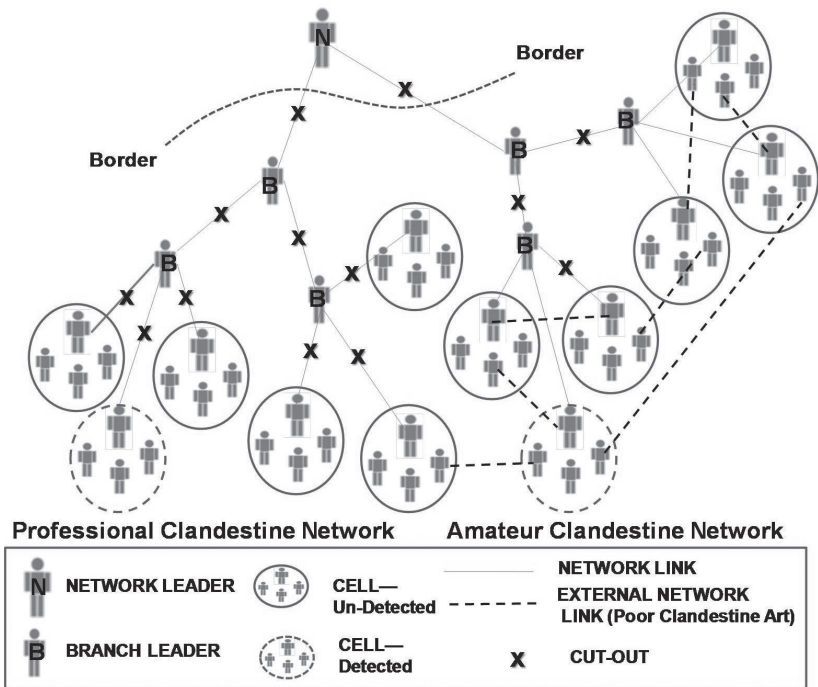 N
Border
X
X
Border
B
B
X
B
X
X
B
X
X
B
X
B
X
X
X
X
X
X
Professional Clandestine Network
Amateur Clandestine Network
N
NETWORK LEADER
CELL—
Un-Detected
NETWORK LINK
EXTERNAL NETWORK
LINK (Poor Clandestine Art)
B
BRANCH LEADER
CELL—
Detected
X
CUT-OUT